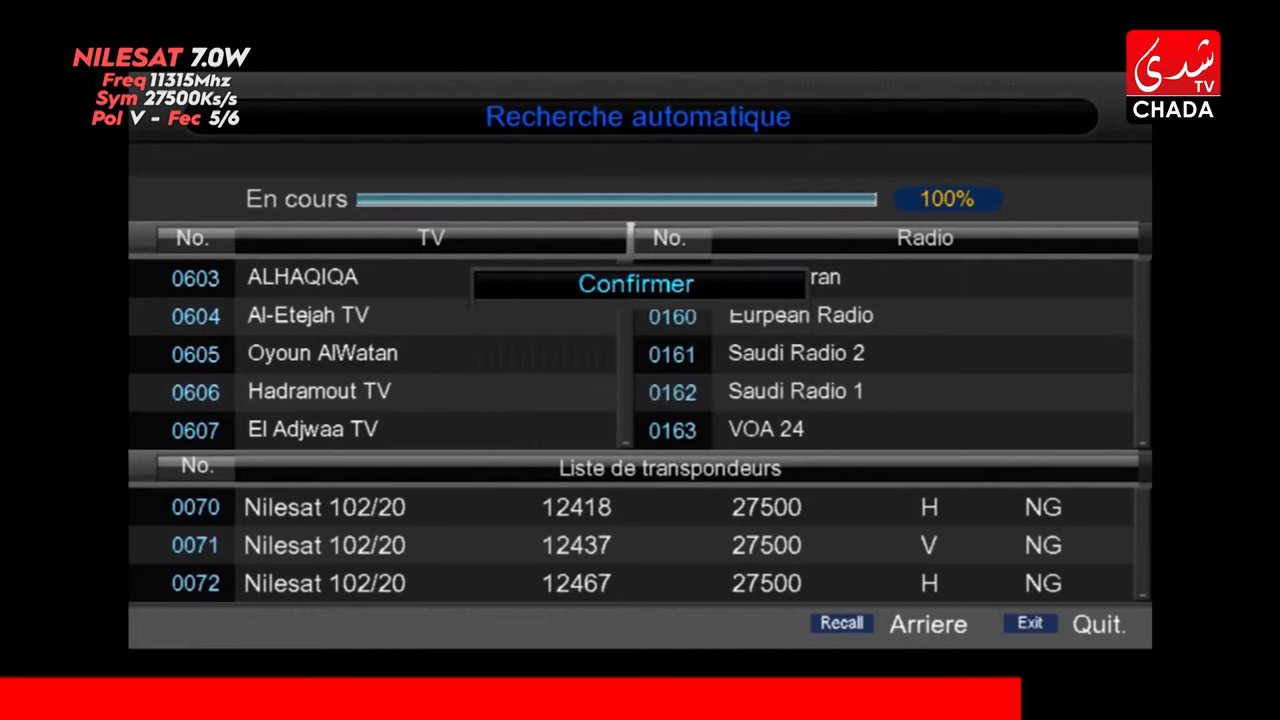 NILESAT 7.0W
Freq 11315Mhz
Sym 27500Ks/s
Pol V - Fec 5/6
شدى
TV
CHADA
Recherche automatique
En cours 100%
No. TV No. Radio
Confirmer
0603 ALHAQIQA ran
0604 Al-Etejah TV 0160 Eurpean Radio
0605 Oyoun AlWatan 0161 Saudi Radio 2
0606 Hadramout TV 0162 Saudi Radio 1
0607 El Adjwaa TV 0163 VOA 24
No. Liste de transpondeurs
0070 Nilesat 102/20 12418 27500 H NG
0071 Nilesat 102/20 12437 27500 V NG
0072 Nilesat 102/20 12467 27500 H NG
Recall Arriere Exit Quit.